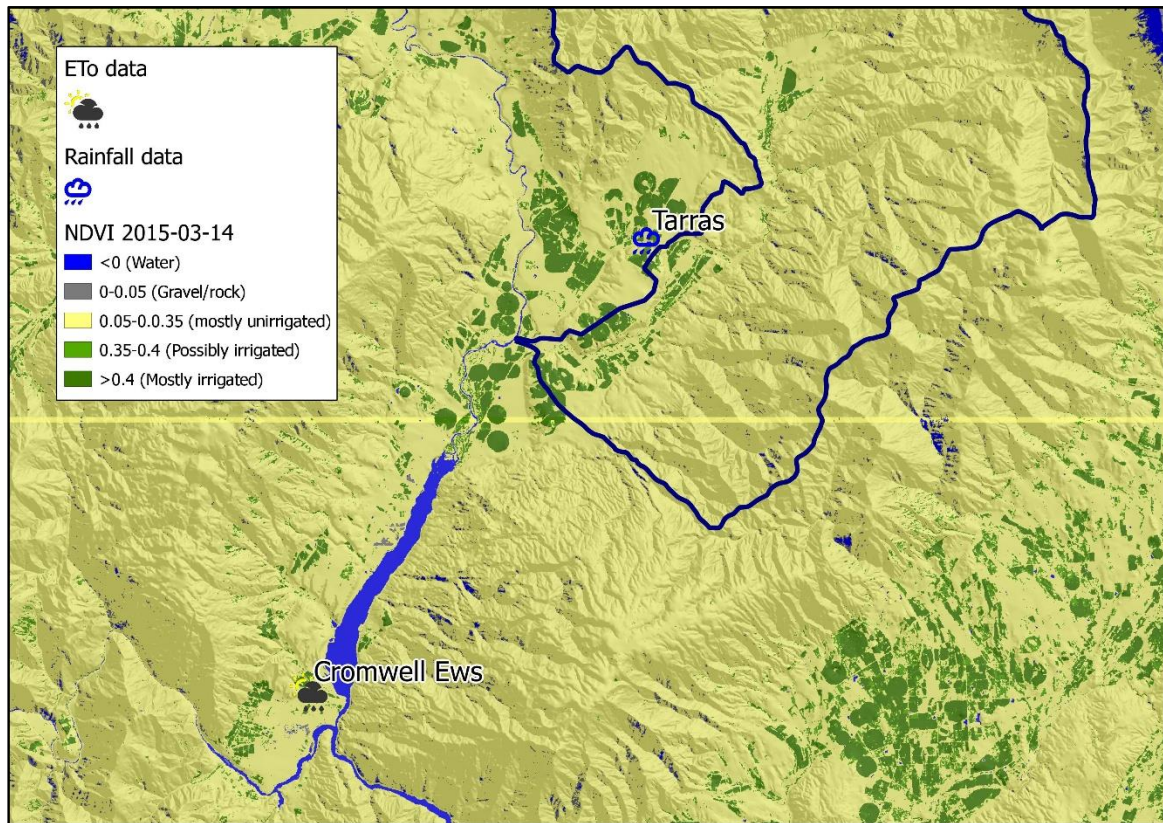 ETo data
Rainfall data
NDVI 2015-03-14
<0 (Water)
0-0.05 (Gravel/rock)
0.05-0.0.35 (mostly unirrigated)
0.35-0.4 (Possibly irrigated)
>0.4 (Mostly irrigated)
Tarras
Cromwell Ews